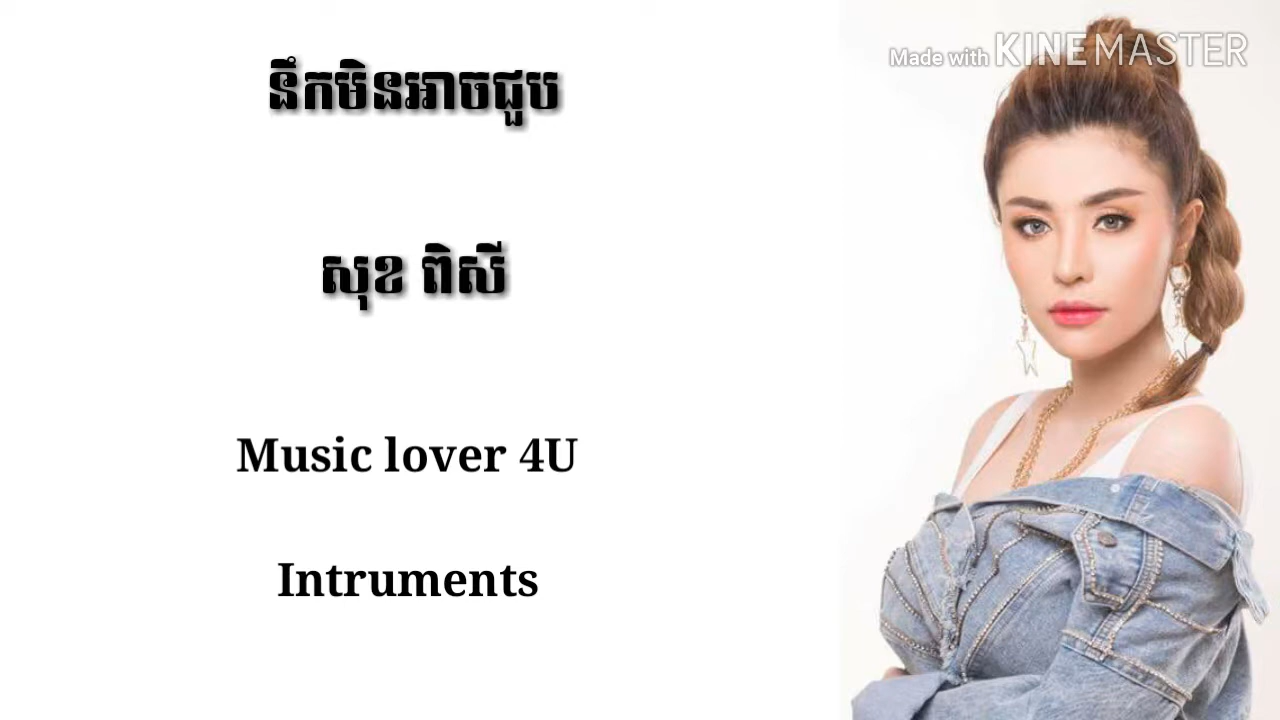 Made with KINEMASTER
នឹកមិនអាចជួប
សុខ ពិសី
Music lover 4U
Intruments